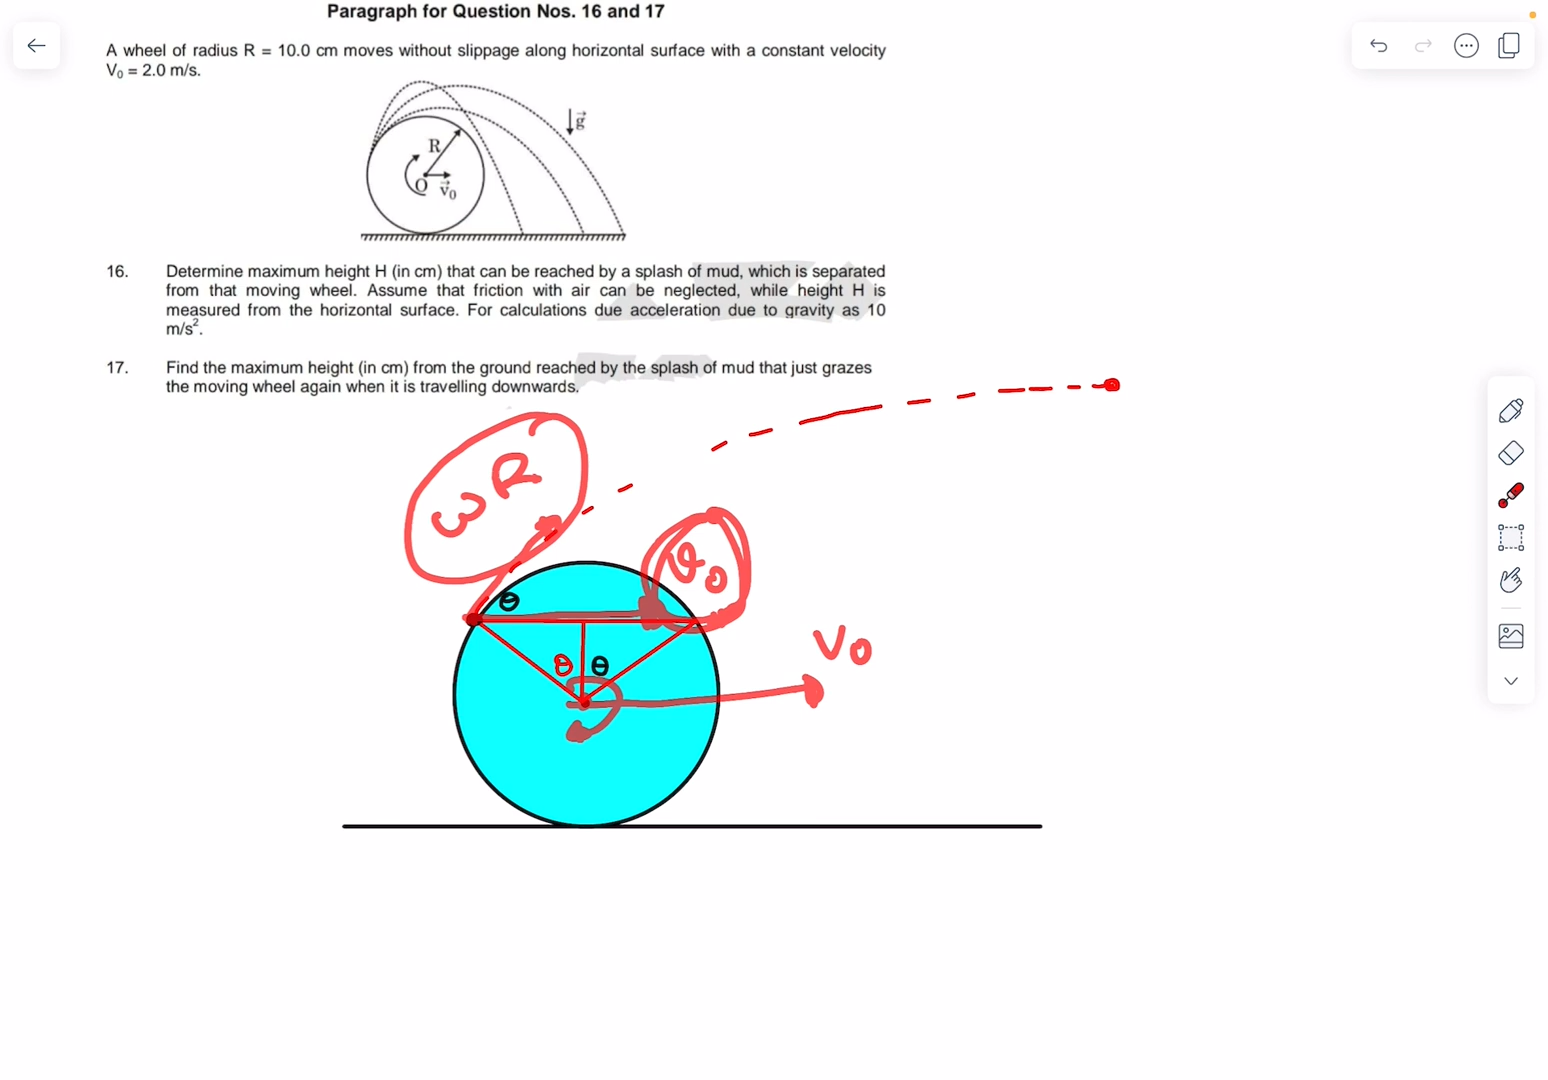 Paragraph for Question Nos. 16 and 17
A wheel of radius R = 10.0 cm moves without slippage along horizontal surface with a constant velocity
V₀ = 2.0 m/s.
g
R
O v₀
16. Determine maximum height H (in cm) that can be reached by a splash of mud, which is separated
from that moving wheel. Assume that friction with air can be neglected, while height H is
measured from the horizontal surface. For calculations due acceleration due to gravity as 10
m/s².
17. Find the maximum height (in cm) from the ground reached by the splash of mud that just grazes
the moving wheel again when it is travelling downwards.
ωR
v₀
θ
V₀
θ θ